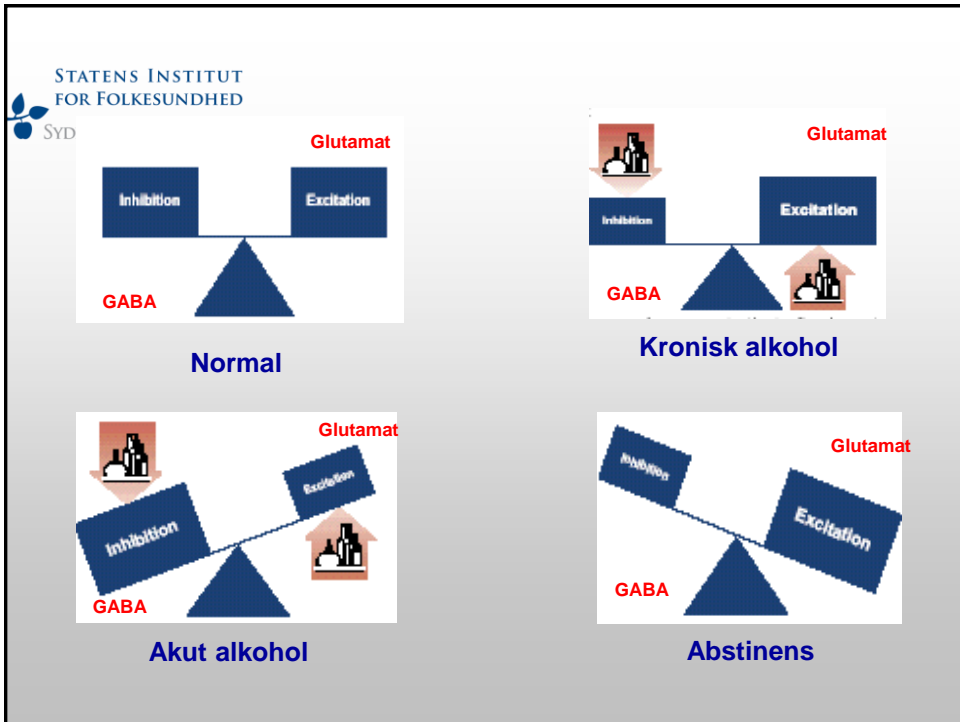 STATENS INSTITUT
FOR FOLKESUNDHED
SYD
Glutamat
Inhibition
Excitation
GABA
Normal
Glutamat
Inhibition
Excitation
GABA
Kronisk alkohol
Glutamat
Inhibition
Excitation
GABA
Akut alkohol
Glutamat
Inhibition
Excitation
GABA
Abstinens